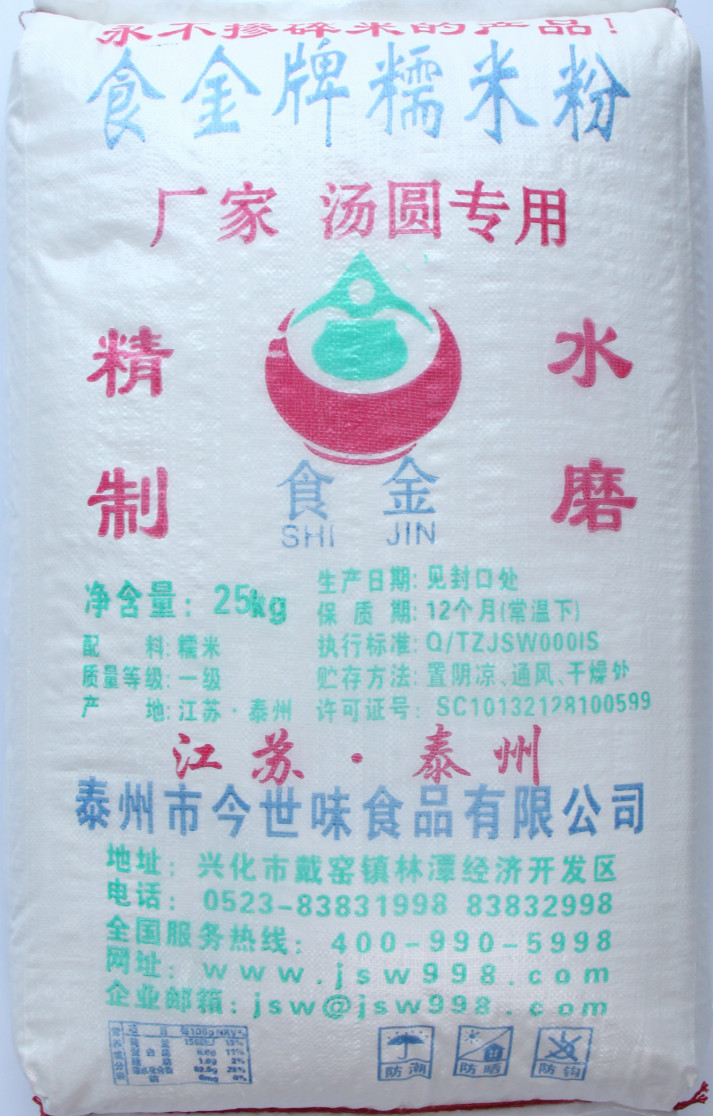 永不掺碎米的产品!
食金牌糯米粉
厂家 汤圆专用
精制
水磨
食金
SHI JIN
净含量: 25kg
配 料: 糯米
质量等级: 一级
产 地: 江苏·泰州
生产日期: 见封口处
保 质 期: 12个月(常温下)
执行标准: Q/TZJSW0001S
贮存方法: 置阴凉、通风、干燥处
许可证号: SC10132128100599
江苏·泰州
泰州市今世味食品有限公司
地址: 兴化市戴窑镇林潭经济开发区
电话: 0523-83831998 83832998
全国服务热线: 400-990-5998
网址: www.jsw998.com
企业邮箱: jsw@jsw998.com
防潮
防晒
防钩